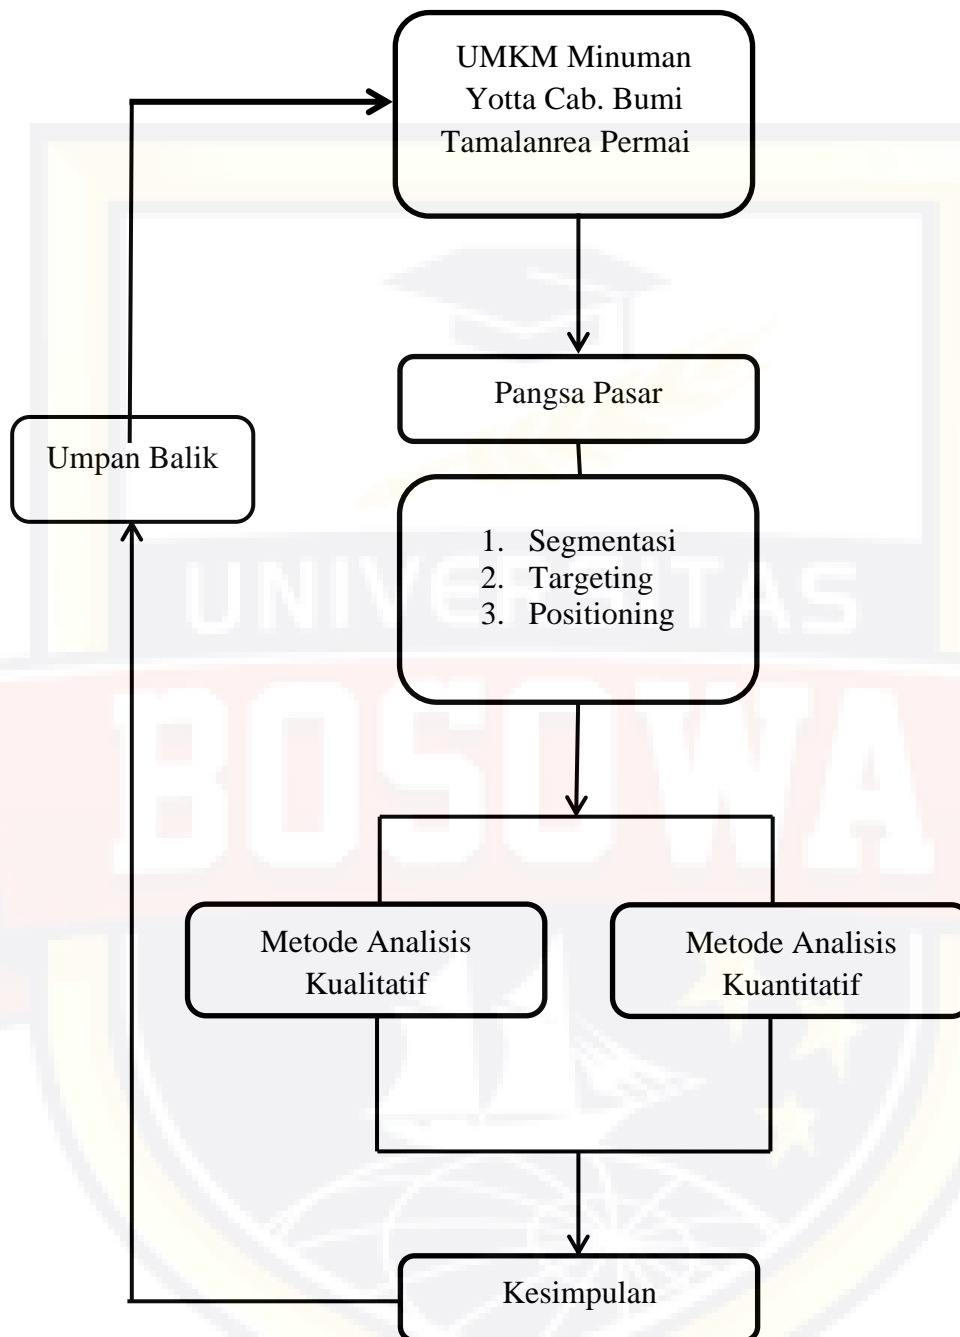 UMKM Minuman
Yotta Cab. Bumi
Tamalanrea Permai
Pangsa Pasar
Umpan Balik
1. Segmentasi
2. Targeting
3. Positioning
UNIVERSITAS
BOSOWA
Metode Analisis
Kualitatif
Metode Analisis
Kuantitatif
Kesimpulan